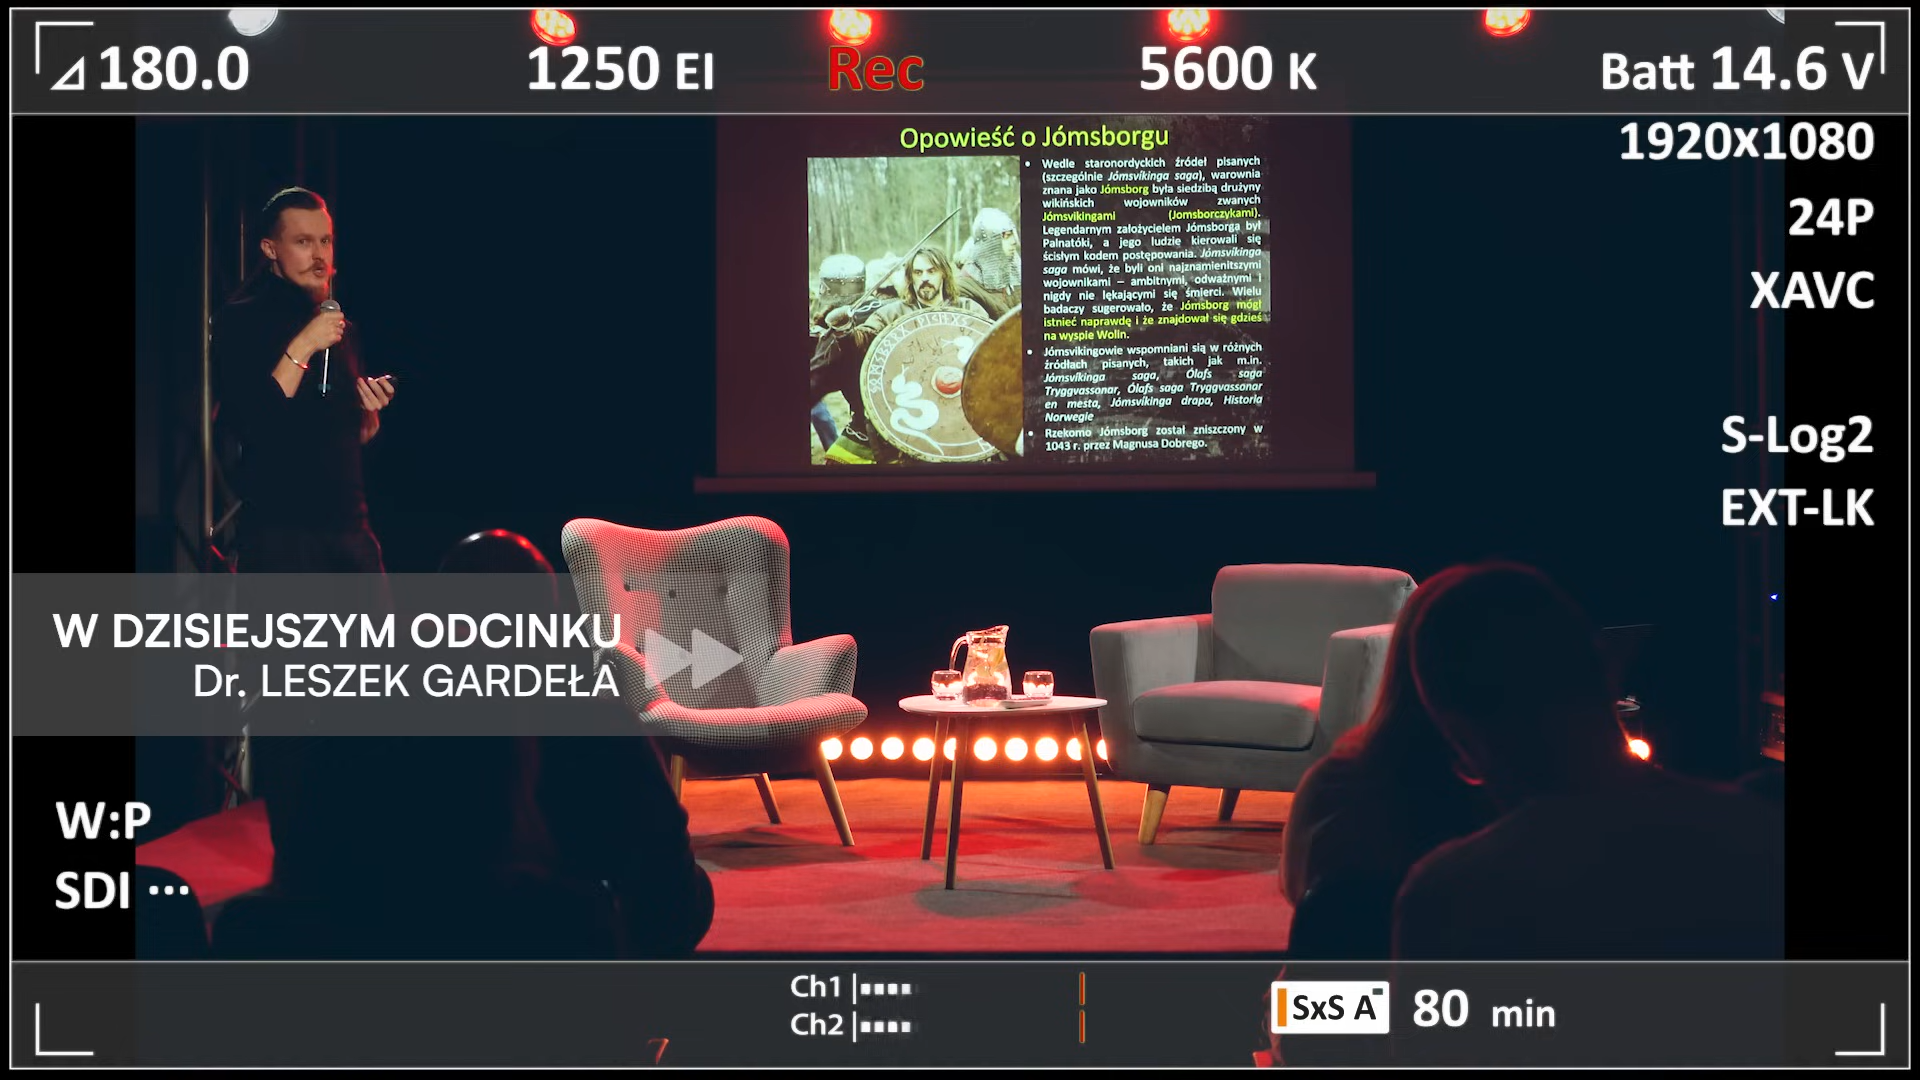 180.0
1250 EI
Rec
5600 K
Batt 14.6 V
1920x1080
24P
XAVC
S-Log2
EXT-LK
Opowieść o Jómsborgu
• Wedle staronordyckich źródeł pisanych
(szczególnie Jómsvíkinga saga), warownia
znana jako Jómsborg była siedzibą drużyny
wikińskich wojowników zwanych
Jómsvikingami (Jomsborczykami).
Legendarnym założycielem Jómsborga był
Palnatóki, a jego ludzie kierowali się
ścisłym kodem postępowania. Jómsvíkinga
saga mówi, że byli oni najznamienitszymi
wojownikami – ambitnymi, odważnymi i
nigdy nie lękającymi się śmierci. Wielu
badaczy sugerowało, że Jómsborg mógł
istnieć naprawdę i że znajdował się gdzieś
na wyspie Wolin.
• Jómsvikingowie wspomniani sią w różnych
źródłach pisanych, takich jak m.in.
Jómsvíkinga saga, Ólafs saga
Tryggvassonar, Ólafs saga Tryggvassonar
en mesta, Jómsvíkinga drapa, Historia
Norwegie
• Rzekomo Jómsborg został zniszczony w
1043 r. przez Magnusa Dobrego.
W DZISIEJSZYM ODCINKU
Dr. LESZEK GARDEŁA
W:P
SDI ···
Ch1
Ch2
SxS A
80 min